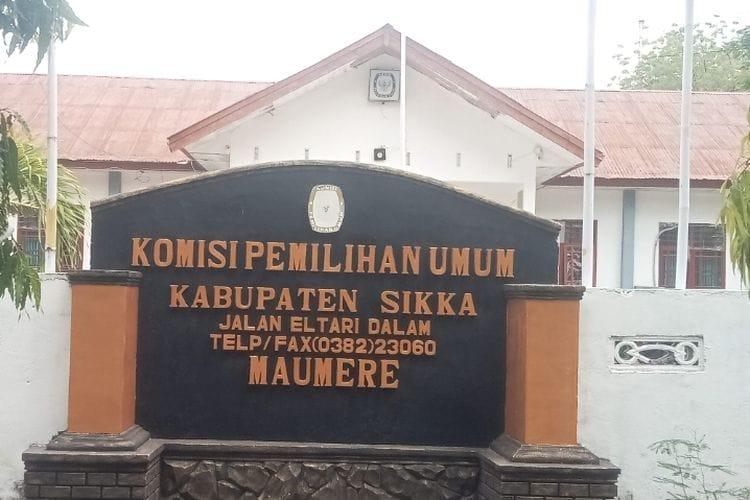 KOMISI PEMILIHAN UMUM
KABUPATEN SIKKA
JALAN ELTARI DALAM
TELP/FAX(0382)23060
MAUMERE